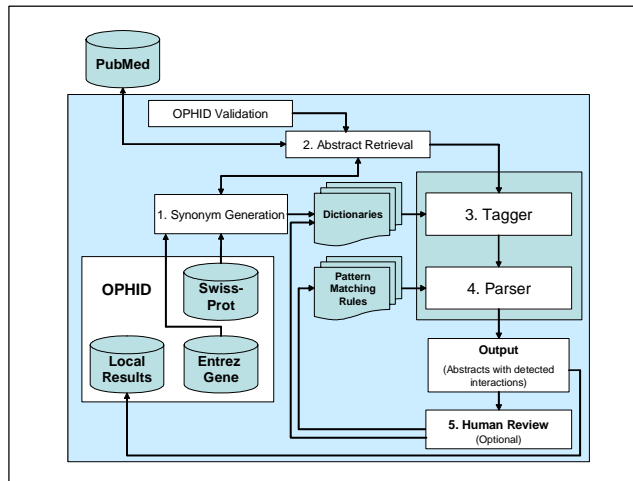 PubMed
OPHID Validation
2. Abstract Retrieval
1. Synonym Generation
Dictionaries
3. Tagger
OPHID
Swiss-
Prot
Pattern
Matching
Rules
4. Parser
Local
Results
Entrez
Gene
Output
(Abstracts with detected
interactions)
5. Human Review
(Optional)